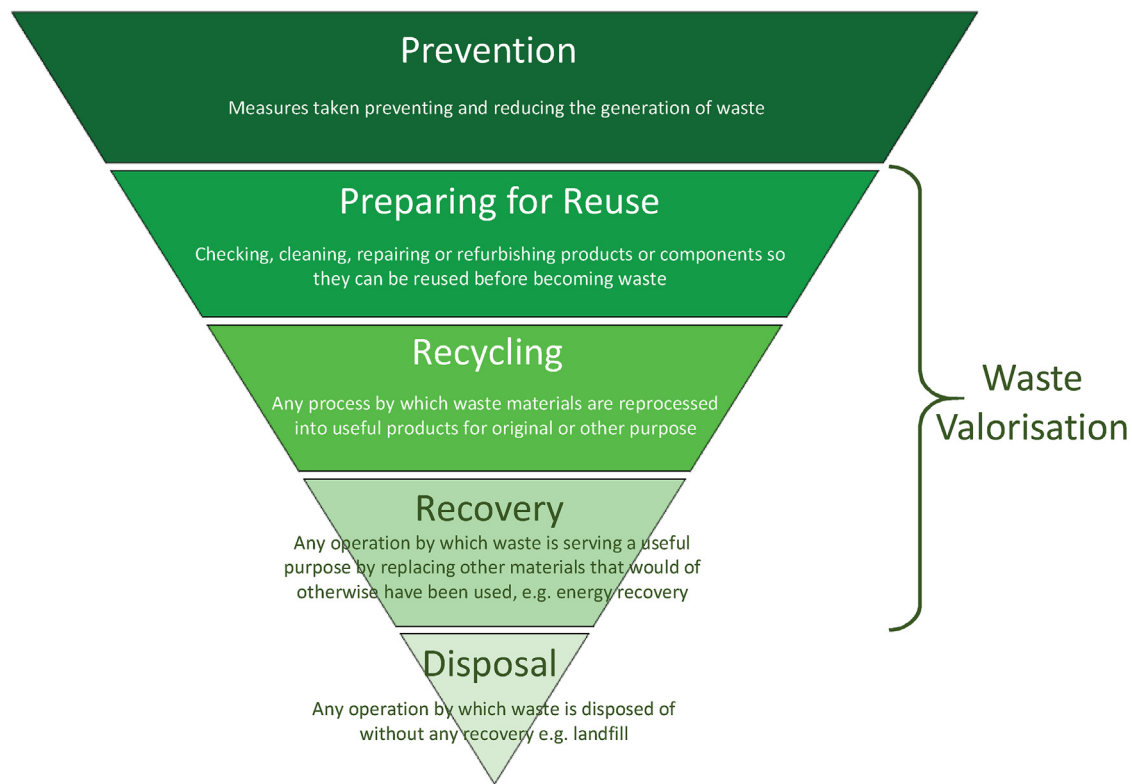 Prevention
Measures taken preventing and reducing the generation of waste
Preparing for Reuse
Checking, cleaning, repairing or refurbishing products or components so
they can be reused before becoming waste
Recycling
Any process by which waste materials are reprocessed
into useful products for original or other purpose
Recovery
Any operation by which waste is serving a useful
purpose by replacing other materials that would of
otherwise have been used, e.g. energy recovery
Disposal
Any operation by which waste is disposed of
without any recovery e.g. landfill
Waste
Valorisation